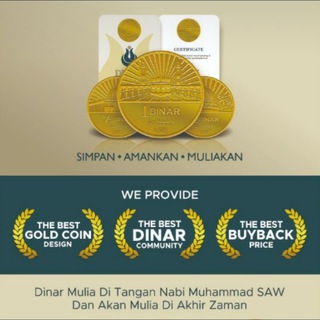 CERTIFICATE
1
DINAR
SIMPAN • AMANKAN • MULIAKAN
WE PROVIDE
THE BEST
GOLD COIN
DESIGN
THE BEST
DINAR
COMMUNITY
THE BEST
BUYBACK
PRICE
Dinar Mulia Di Tangan Nabi Muhammad SAW
Dan Akan Mulia Di Akhir Zaman